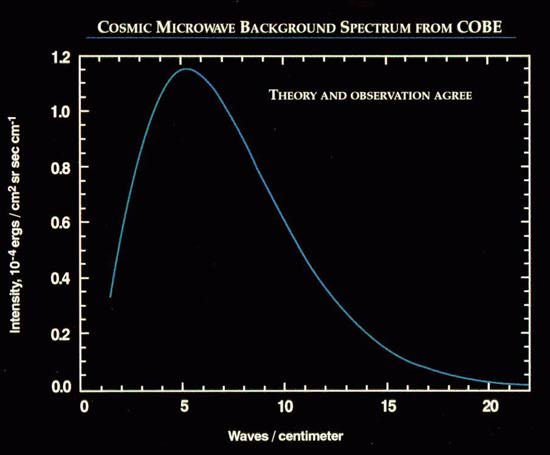 COSMIC MICROWAVE BACKGROUND SPECTRUM FROM COBE
THEORY AND OBSERVATION AGREE
1.2
1.0
0.8
0.6
0.4
0.2
0.0
Intensity, 10⁻⁴ ergs / cm² sr sec cm⁻¹
0 5 10 15 20
Waves / centimeter